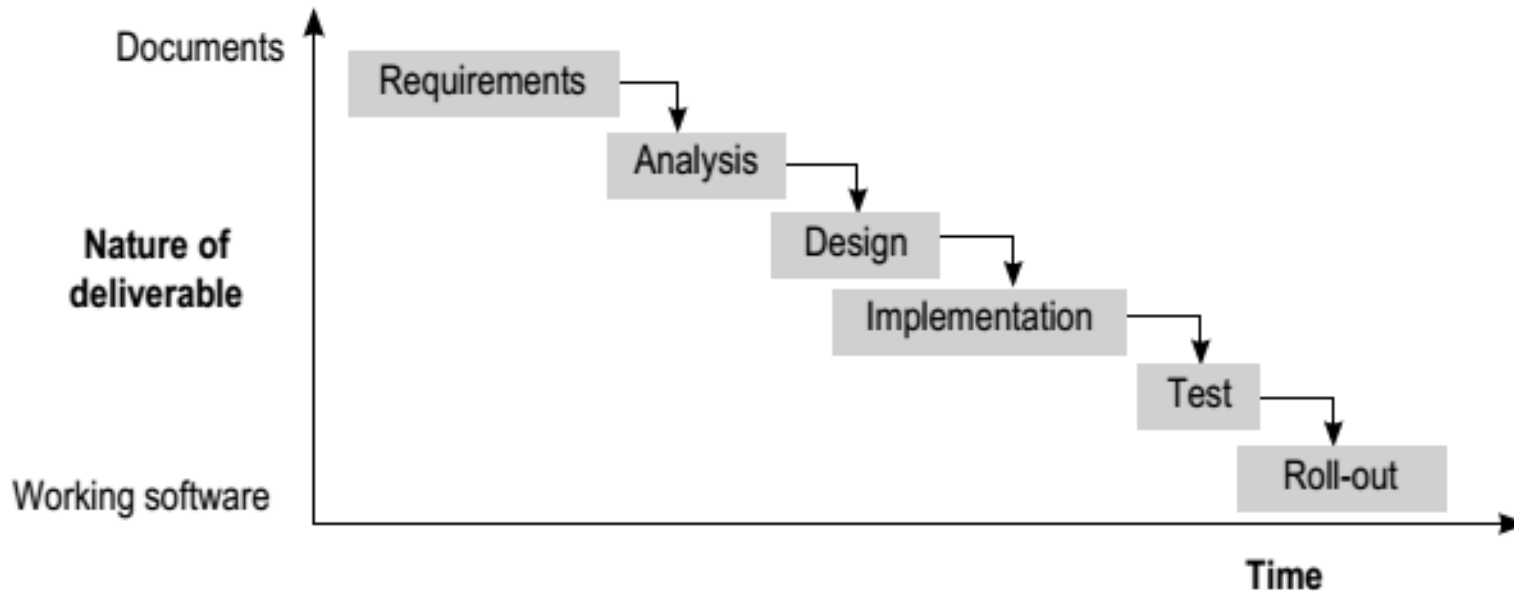 Documents
Requirements
Analysis
Nature of
deliverable
Design
Implementation
Test
Roll-out
Working software
Time